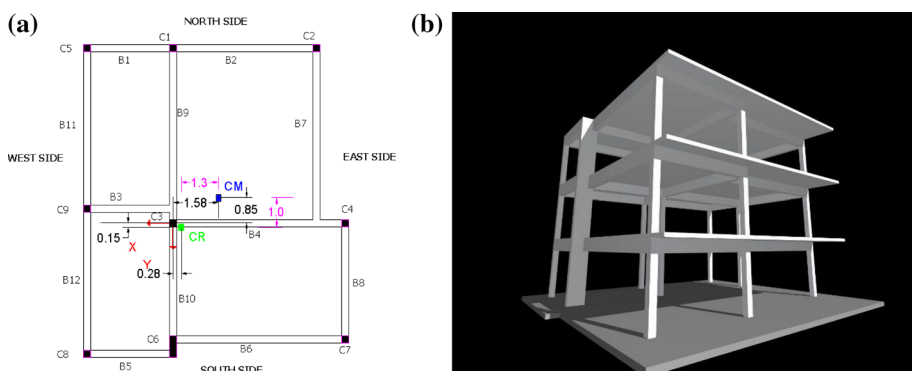 (a)
NORTH SIDE
C5
C1
C2
B1
B2
B9
B7
B11
WEST SIDE
EAST SIDE
1.3
CM
B3
1.58
0.85
1.0
C9
C3
C4
0.15
CR
B4
X
Y
0.28
B12
B10
B8
C6
C8
B6
C7
B5
SOUTH SIDE
(b)